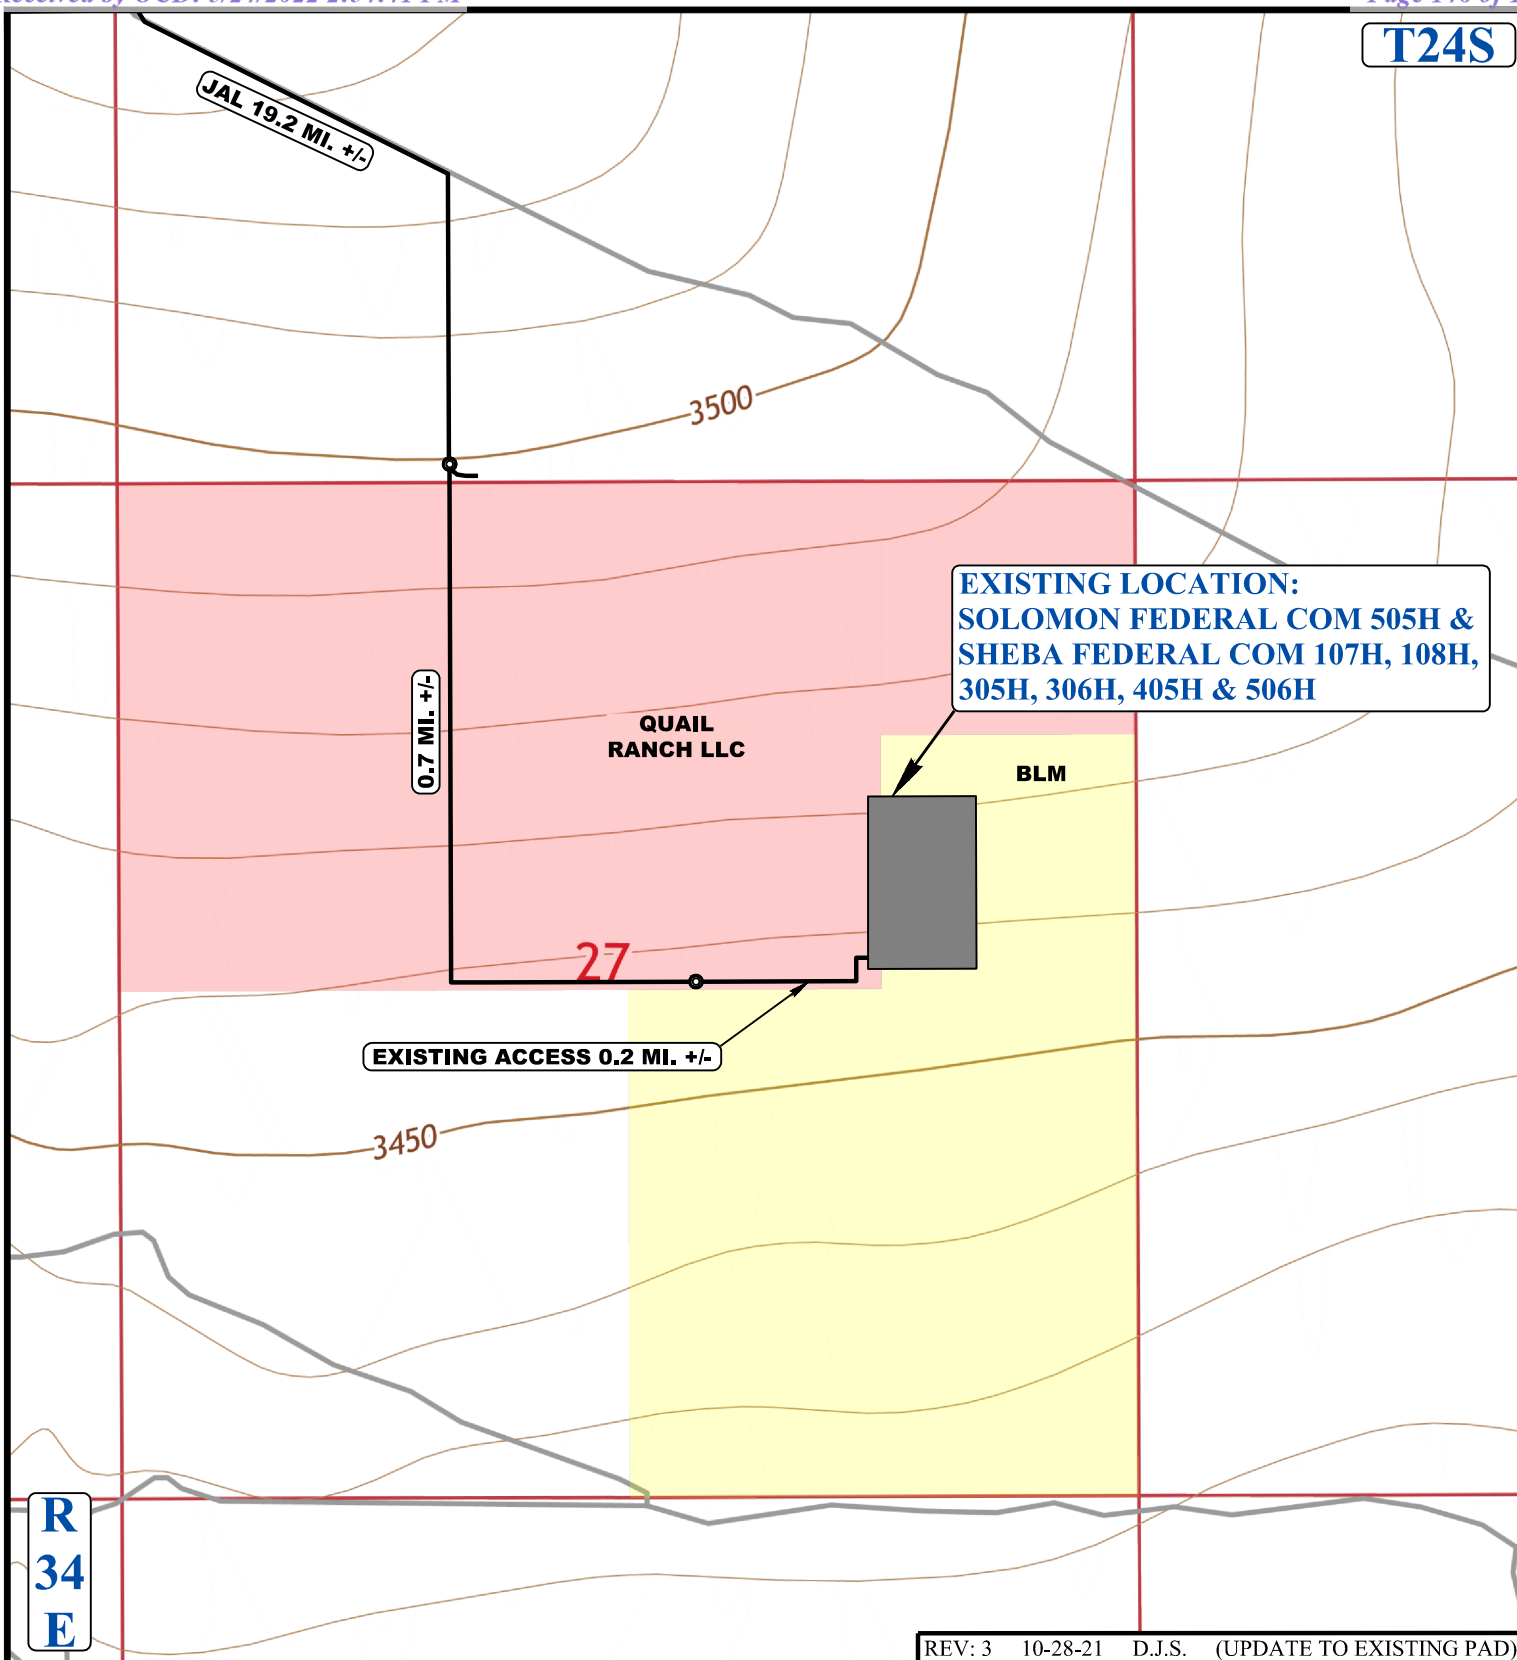 T24S
JAL 19.2 MI. +/-
3500
EXISTING LOCATION:
SOLOMON FEDERAL COM 505H &
SHEBA FEDERAL COM 107H, 108H,
305H, 306H, 405H & 506H
0.7 MI. +/-
QUAIL
RANCH LLC
BLM
27
EXISTING ACCESS 0.2 MI. +/-
3450
R
34
E
REV: 3 10-28-21 D.J.S. (UPDATE TO EXISTING PAD)